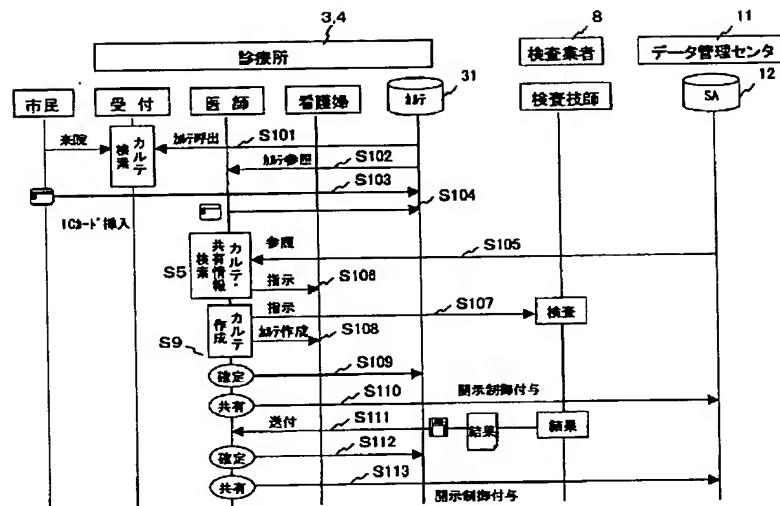 3,4
8
11
診療所
検査業者
データ管理センタ
31
12
市民
受付
医師
看護婦
ｶﾙﾃ
検査技師
SA
来院
カルテ検索
ｶﾙﾃ呼出
S101
ｶﾙﾃ参照
S102
S103
S104
ICｶｰﾄﾞ挿入
S5
カルテ・共有情報検索
参照
S105
指示
S106
S9
カルテ作成
指示
S107
検査
ｶﾙﾃ作成
S108
確定
S109
共有
S110
開示制御付与
送付
S111
結果
結果
確定
S112
共有
S113
開示制御付与